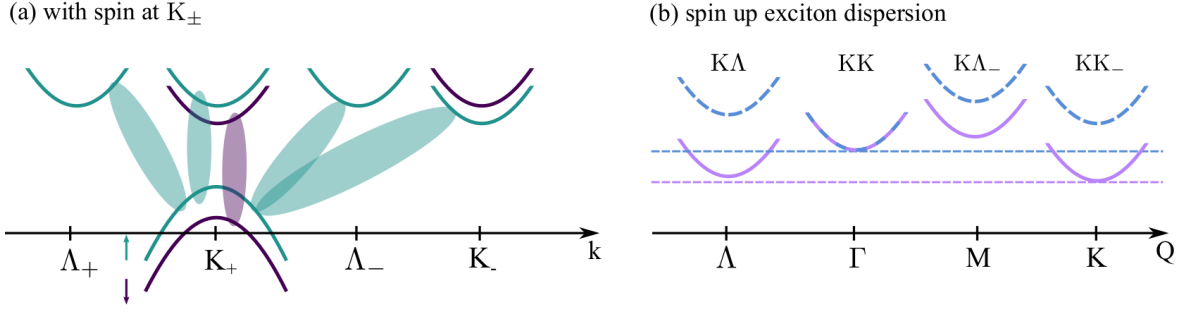 (a) with spin at K±
(b) spin up exciton dispersion
KΛ KK KΛ₋ KK₋
Λ₊ K₊ Λ₋ K₋ k
Λ Γ M K Q